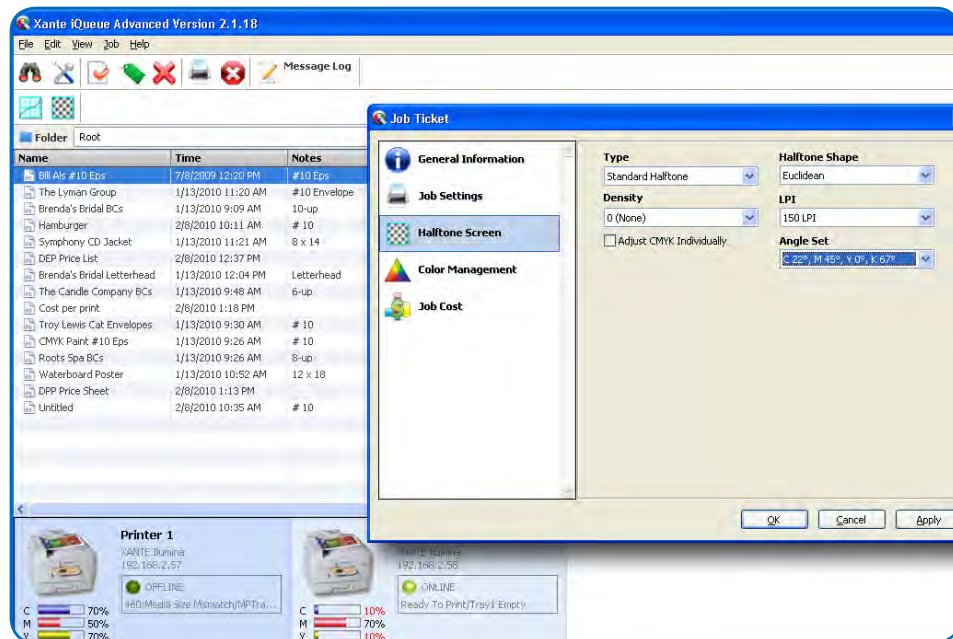 Xante iQueue Advanced Version 2.1.18
File Edit View Job Help
Message Log
Folder Root
Name Time Notes
Bill Als #10 Eps 7/8/2009 12:20 PM #10 Eps
The Lyman Group 1/13/2010 11:20 AM #10 Envelope
Brenda's Bridal BCs 1/13/2010 9:09 AM 10-up
Hamburger 2/8/2010 10:11 AM # 10
Symphony CD Jacket 1/13/2010 11:21 AM 8 x 14
DEP Price List 2/8/2010 12:37 PM
Brenda's Bridal Letterhead 1/13/2010 12:04 PM Letterhead
The Candle Company BCs 1/13/2010 9:48 AM 6-up
Cost per print 2/8/2010 1:18 PM
Troy Lewis Cat Envelopes 1/13/2010 9:30 AM # 10
CMYK Paint #10 Eps 1/13/2010 9:26 AM # 10
Roots Spa BCs 1/13/2010 9:26 AM 8-up
Waterboard Poster 1/13/2010 10:52 AM 12 x 18
DPP Price Sheet 2/8/2010 1:13 PM
Untitled 2/8/2010 10:35 AM # 10
Job Ticket
General Information
Job Settings
Halftone Screen
Color Management
Job Cost
Type
Standard Halftone
Density
0 (None)
Adjust CMYK Individually
Halftone Shape
Euclidean
LPI
150 LPI
Angle Set
C 22°, M 45°, Y 0°, K 67°
OK Cancel Apply
Printer 1
XANTE Ilumina
192.168.2.57
OFFLINE
460:Media Size Mismatch/MPTra...
C 70%
M 50%
Y 70%
192.168.2.58
ONLINE
Ready To Print/Tray1 Empty
C 10%
M 70%
Y 10%